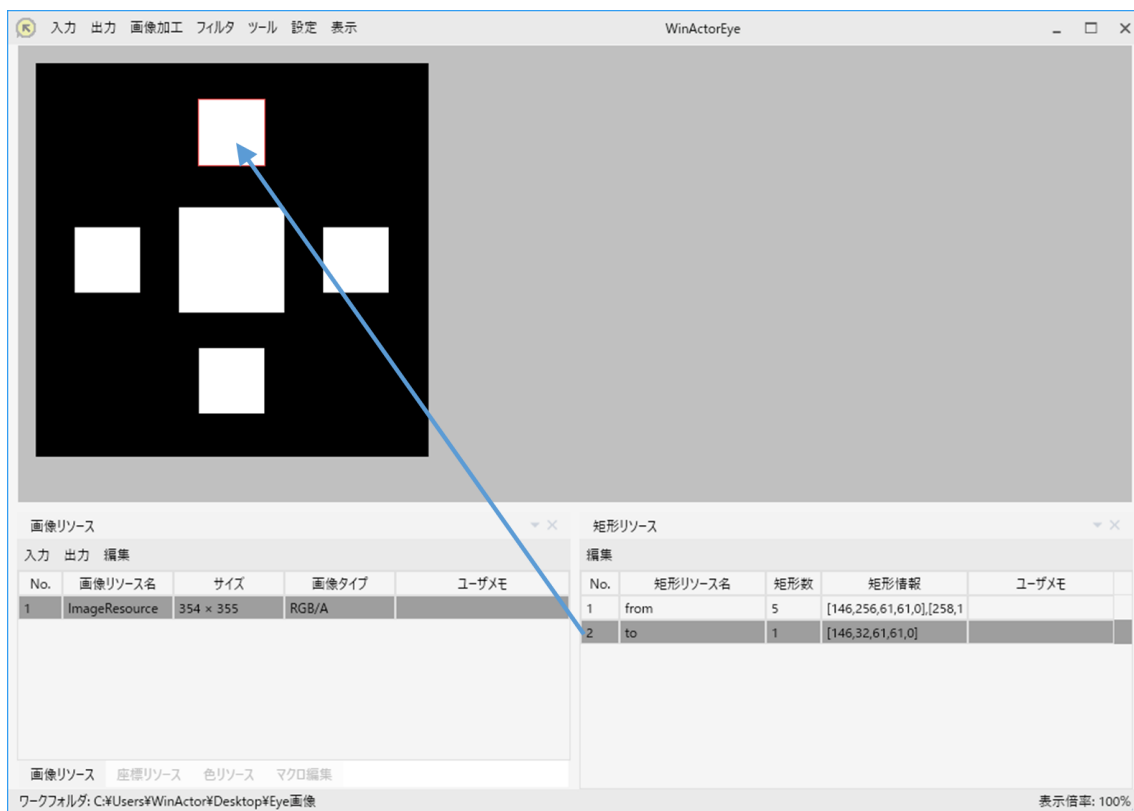 入力 出力 画像加工 フィルタ ツール 設定 表示 WinActorEye
画像リソース
入力 出力 編集
No. 画像リソース名 サイズ 画像タイプ ユーザメモ
1 ImageResource 354 × 355 RGB/A
矩形リソース
編集
No. 矩形リソース名 矩形数 矩形情報 ユーザメモ
1 from 5 [146,256,61,61,0],[258,1
2 to 1 [146,32,61,61,0]
画像リソース 座標リソース 色リソース マクロ編集
ワークフォルダ: C:¥Users¥WinActor¥Desktop¥Eye画像 表示倍率: 100%